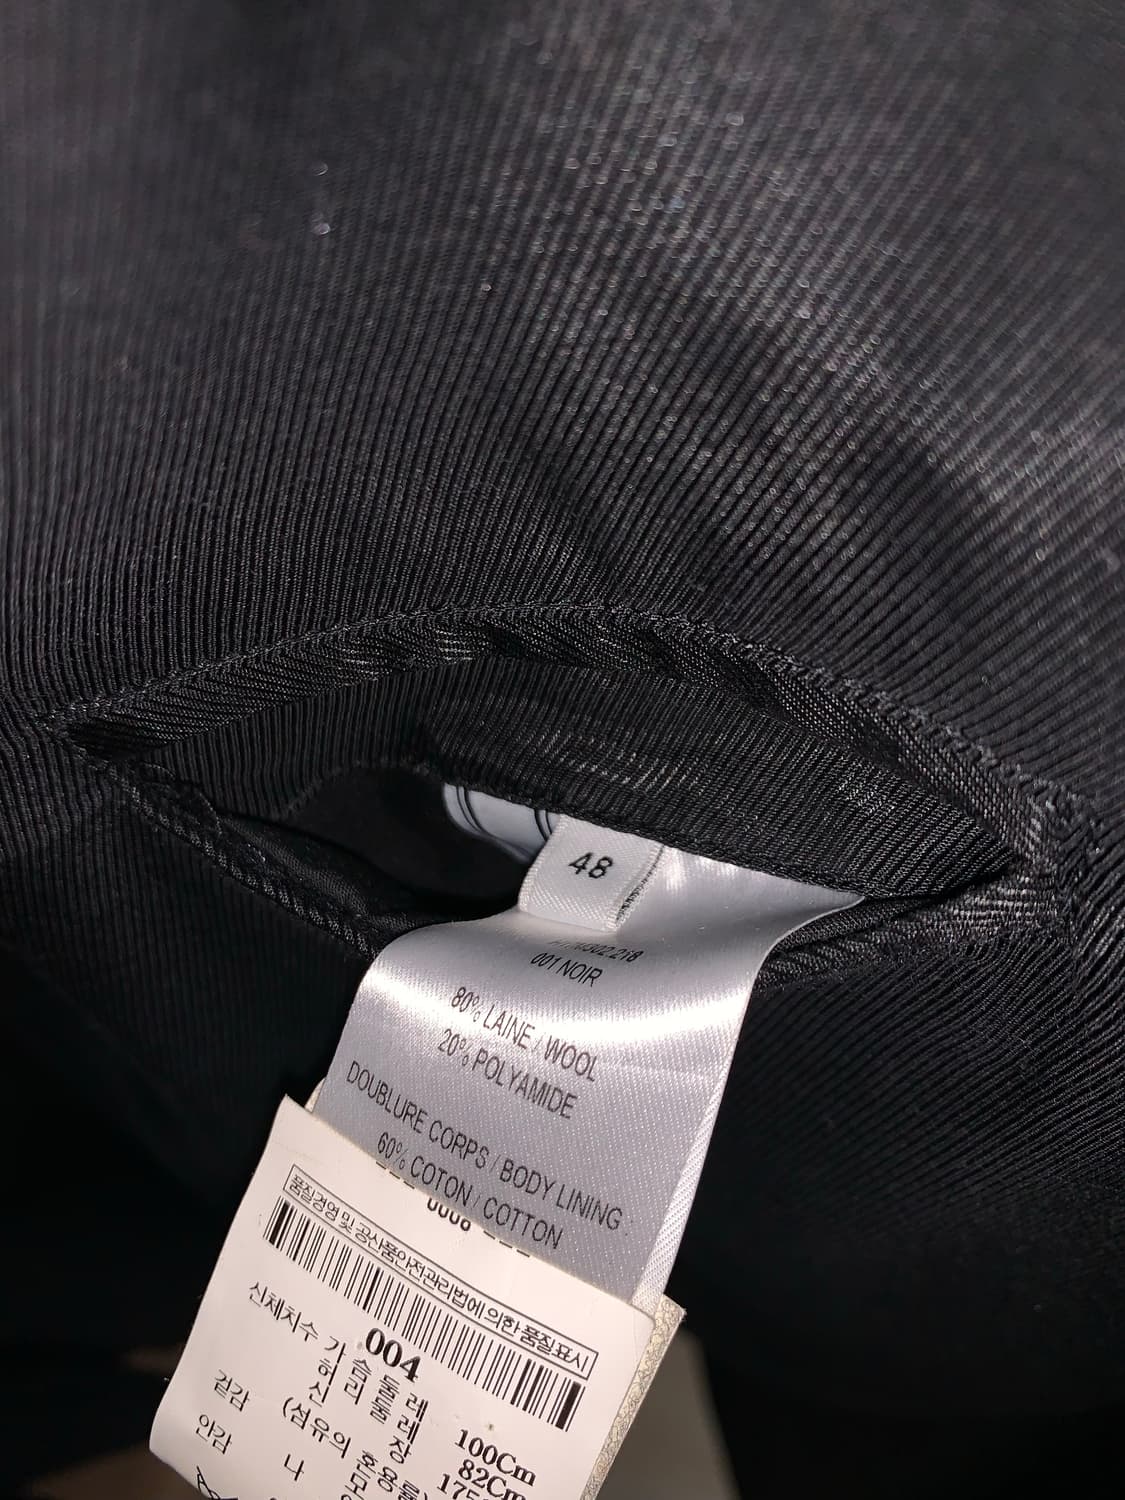 48
001 NOIR
80% LAINE / WOOL
20% POLYAMIDE
DOUBLURE CORPS / BODY LINING :
60% COTON / COTTON
품질경영 및 공산품안전관리법에 의한 품질표시
004
신체치수 가 슴 둘 레 100Cm
허 리 둘 레 82Cm
신 장
겉감 (섬유의 혼용률)
안감 나